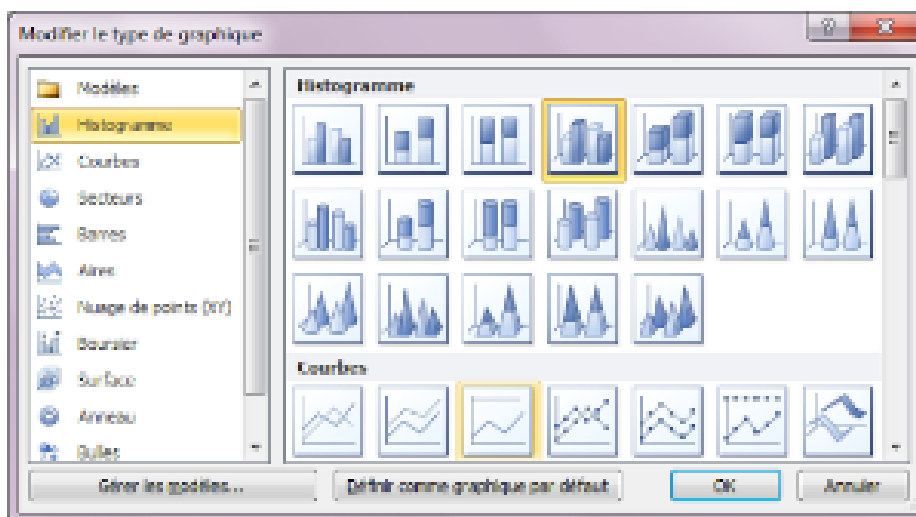 Modifier le type de graphique
Modèles
Histogramme
Courbes
Secteurs
Barres
Aires
Nuage de points (XY)
Boursier
Surface
Anneau
Bulles
Histogramme
Courbes
Gérer les modèles...
Définir comme graphique par défaut
OK
Annuler